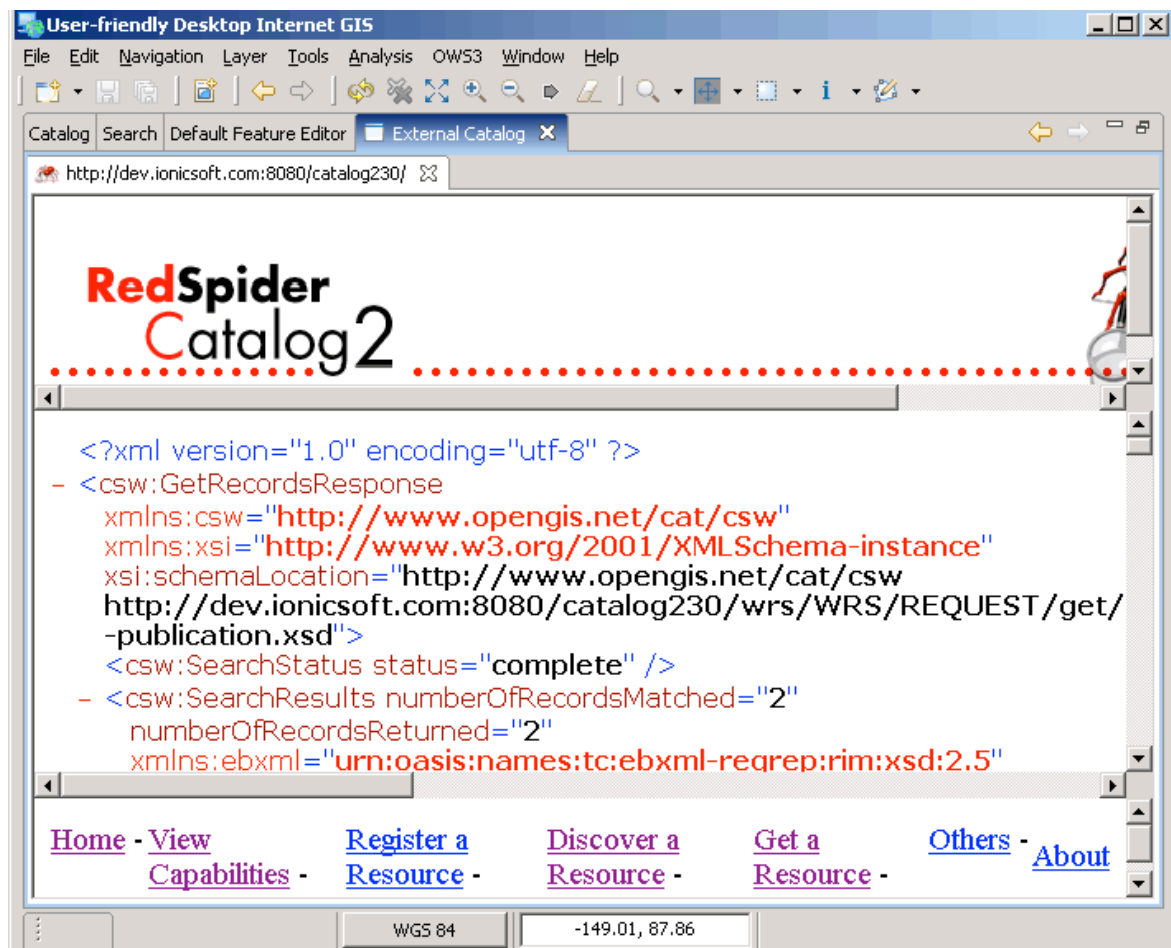 User-friendly Desktop Internet GIS
File Edit Navigation Layer Tools Analysis OWS3 Window Help
Catalog Search Default Feature Editor External Catalog
http://dev.ionicsoft.com:8080/catalog230/
RedSpider
Catalog2
<?xml version="1.0" encoding="utf-8" ?>
- <csw:GetRecordsResponse
xmlns:csw="http://www.opengis.net/cat/csw"
xmlns:xsi="http://www.w3.org/2001/XMLSchema-instance"
xsi:schemaLocation="http://www.opengis.net/cat/csw
http://dev.ionicsoft.com:8080/catalog230/wrs/WRS/REQUEST/get/
-publication.xsd">
<csw:SearchStatus status="complete" />
- <csw:SearchResults numberOfRecordsMatched="2"
numberOfRecordsReturned="2"
xmlns:ebxml="urn:oasis:names:tc:ebxml-regrep:rim:xsd:2.5"
Home - View Capabilities - Register a Resource - Discover a Resource - Get a Resource - Others - About
WGS 84 -149.01, 87.86